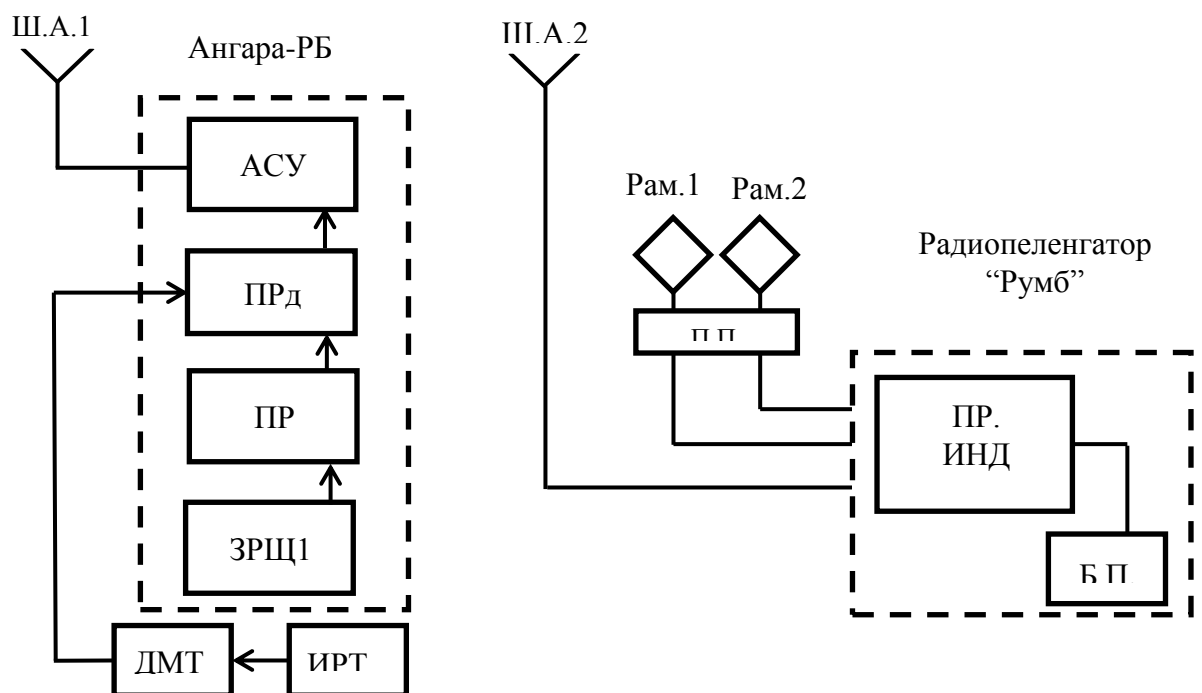 Ш.А.1
Ангара-РБ
АСУ
ПРд
ПР
ЗРЩ1
ДМТ
ИРТ
Ш.А.2
Рам.1
Рам.2
П.П
Радиопеленгатор
“Румб”
ПР.
ИНД
Б.П